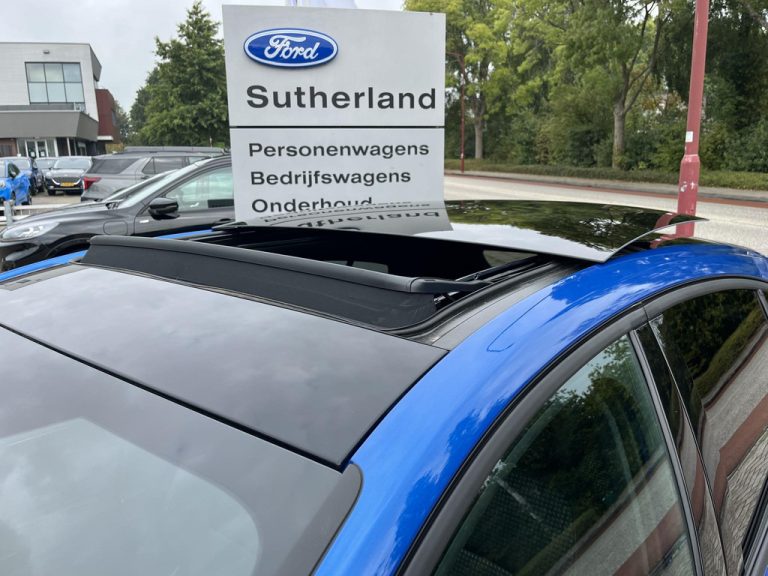 Ford
Sutherland
Personenwagens
Bedrijfswagens
Onderhoud